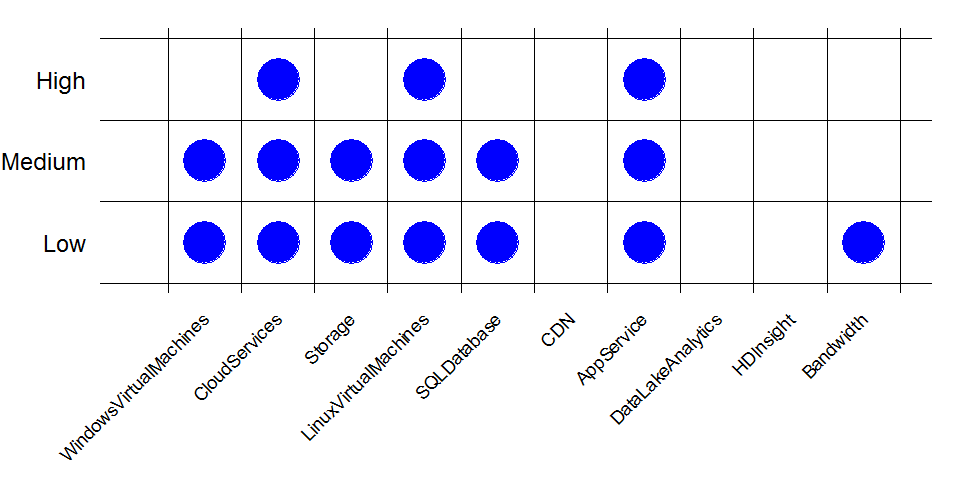 High
Medium
Low
WindowsVirtualMachines
CloudServices
Storage
LinuxVirtualMachines
SQLDatabase
CDN
AppService
DataLakeAnalytics
HDInsight
Bandwidth